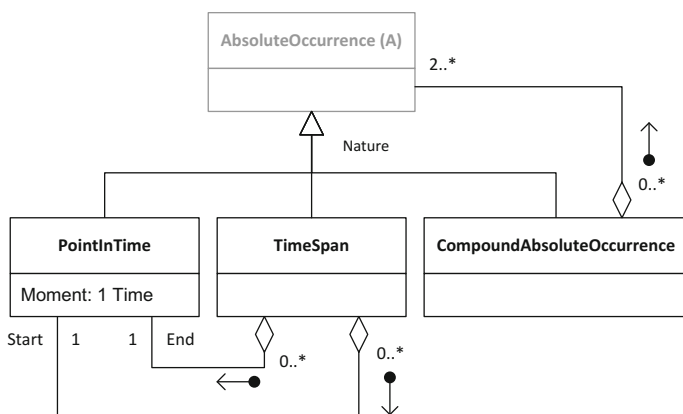 AbsoluteOccurrence (A)
2..*
Nature
0..*
PointInTime
TimeSpan
CompoundAbsoluteOccurrence
Moment: 1 Time
Start 1 1 End
0..*
0..*